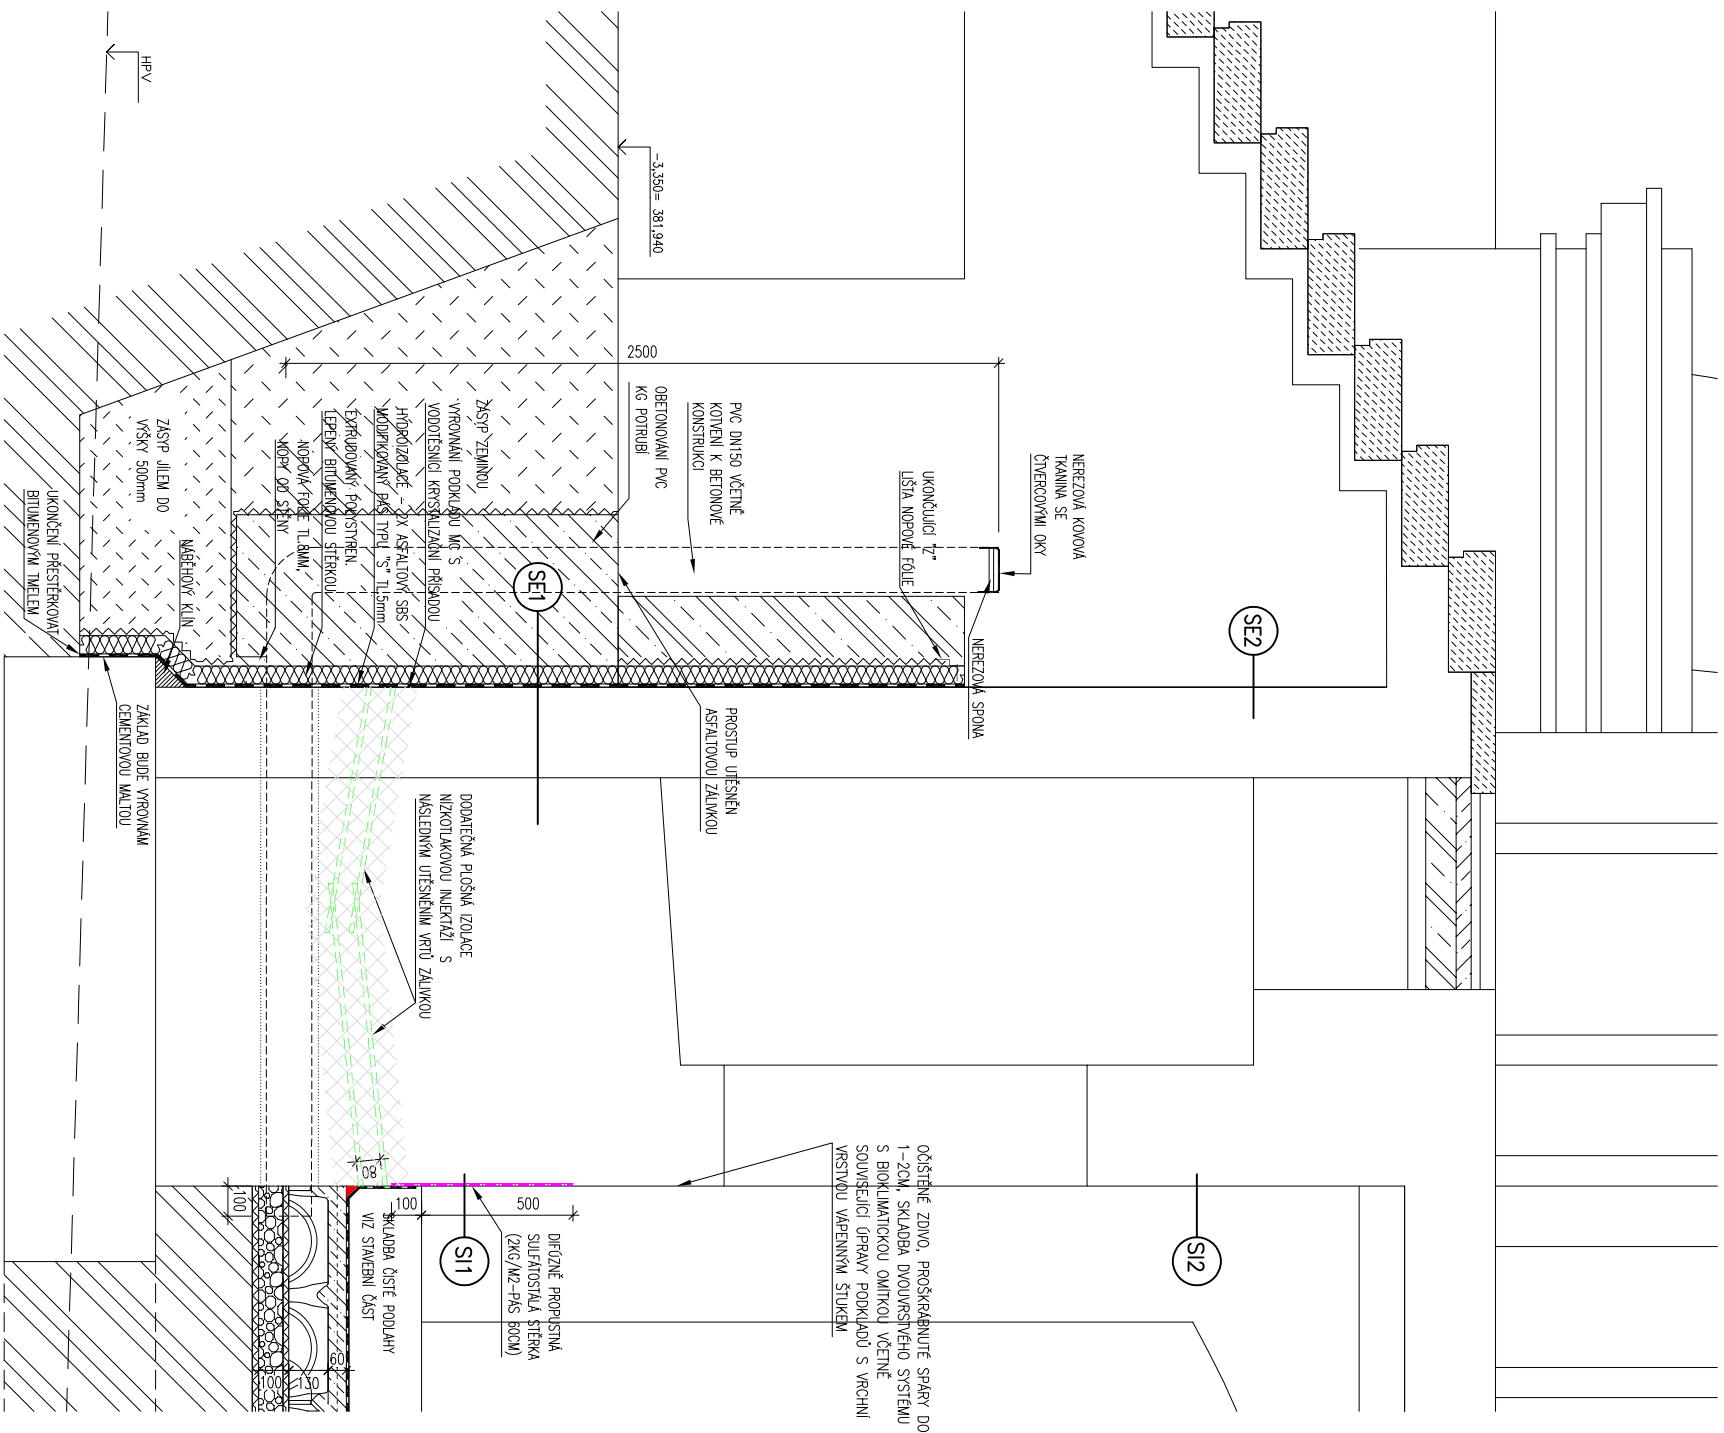 NEREZOVÁ KOVOVÁ
TKANINA SE
ČTVERCOVÝMI OKY
SE2
SI2
NEREZOVÁ SPONA
UKONČUJÍCÍ "Z"
LIŠTA NOPOVÉ FÓLIE
OČIŠTĚNÉ ZDIVO, PROŠKRÁBNUTÉ SPÁRY DO
1-2CM, SKLADBA DVOUVRSTVÉHO SYSTÉMU
S BIOKLIMATICKOU OMÍTKOU VČETNĚ
SOUVISEJÍCÍ ÚPRAVY PODKLADŮ S VRCHNÍ
VRSTVOU VÁPENNÝM ŠTUKEM
PVC DN150 VČETNĚ
KOTVENÍ K BETONOVÉ
KONSTRUKCI
PROSTUP UTĚSNĚN
ASFALTOVOU ZÁLIVKOU
OBETONOVÁNÍ PVC
KG POTRUBÍ
-3,350= 381,940
2500
SE1
DIFÚZNĚ PROPUSTNÁ
SULFÁTOSTÁLÁ STĚRKA
(2KG/M2-PÁS 60CM)
500
100
SI1
ZÁSYP ZEMINOU
VYROVNÁNÍ PODKLADU MC S
VODOTĚSNÍCÍ KRYSTALIZAČNÍ PŘÍSADOU
HYDROIZOLACE - 2X ASFALTOVÝ SBS
MODIFIKOVANÝ PÁS TYPU "S" TL.5mm
EXTRUDOVANÝ POLYSTYREN.
LEPENÝ BITUMENOVOU STĚRKOU
NOPOVÁ FOLIE TL.8MM,
NOPY OD STĚNY
DODATEČNÁ PLOŠNÁ IZOLACE
NÍZKOTLAKOVOU INJEKTÁŽÍ S
NÁSLEDNÝM UTĚSNĚNÍM VRTŮ ZÁLIVKOU
80
SKLADBA ČISTÉ PODLAHY
VIZ STAVEBNÍ ČÁST
60
130
100
100
NÁBĚHOVÝ KLÍN
ZÁSYP JÍLEM DO
VÝŠKY 500mm
HPV
ZÁKLAD BUDE VYROVNÁM
CEMENTOVOU MALTOU
UKONČENÍ PŘESTĚRKOVAT
BITUMENOVÝM TMELEM